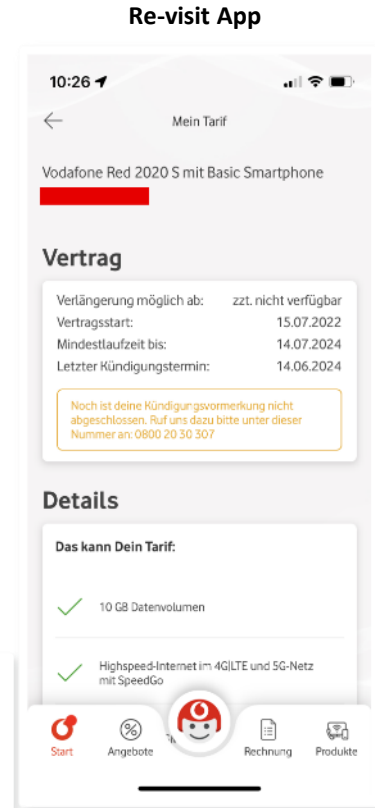 Re-visit App
10:26
Mein Tarif
Vodafone Red 2020 S mit Basic Smartphone
Vertrag
Verlängerung möglich ab: zzt. nicht verfügbar
Vertragsstart: 15.07.2022
Mindestlaufzeit bis: 14.07.2024
Letzter Kündigungstermin: 14.06.2024
Noch ist deine Kündigungsvormerkung nicht
abgeschlossen. Ruf uns dazu bitte unter dieser
Nummer an: 0800 20 30 307
Details
Das kann Dein Tarif:
10 GB Datenvolumen
Highspeed-Internet im 4G|LTE und 5G-Netz
mit SpeedGo
Start Angebote Rechnung Produkte